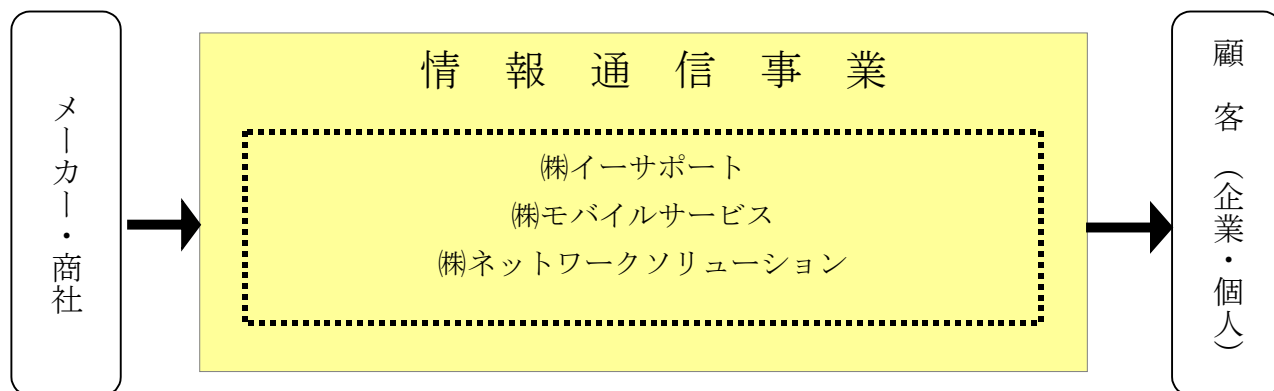 メーカー・商社
情報通信事業
㈱イーサポート
㈱モバイルサービス
㈱ネットワークソリューション
顧客（企業・個人）